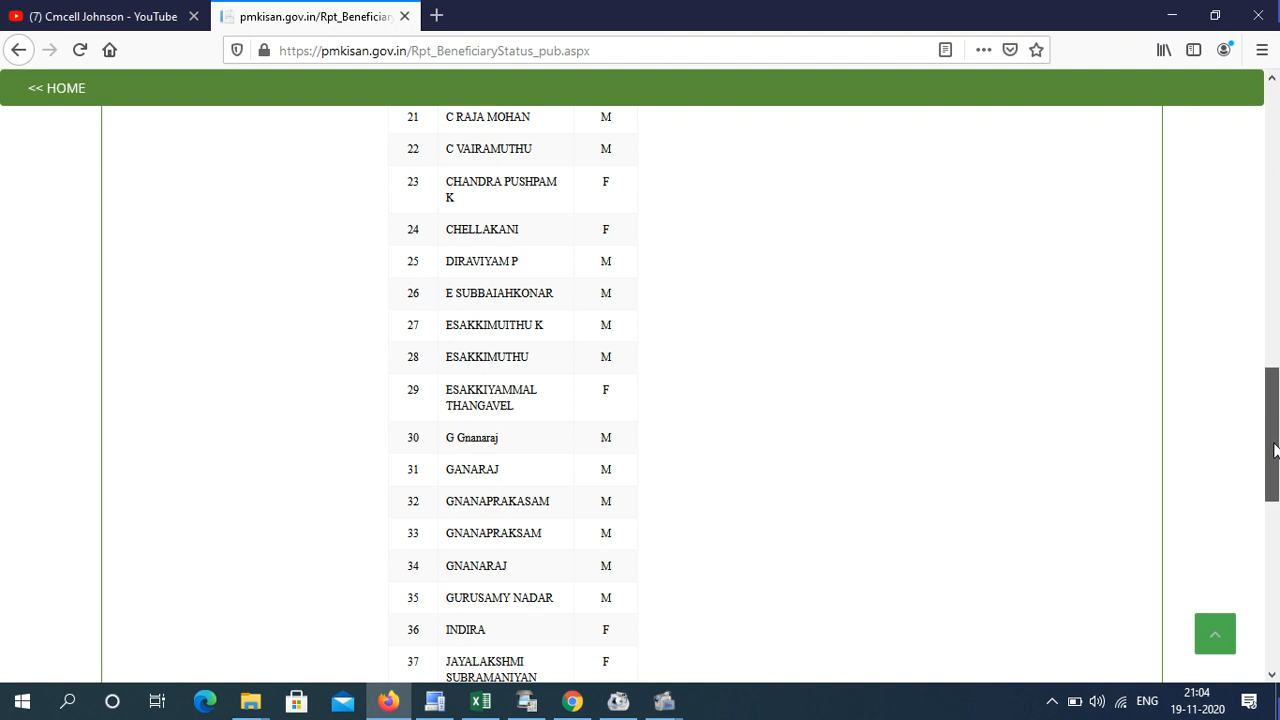 (7) Cmcell Johnson - YouTube
pmkisan.gov.in/Rpt_Beneficiary
https://pmkisan.gov.in/Rpt_BeneficiaryStatus_pub.aspx
<< HOME
21 C RAJA MOHAN M
22 C VAIRAMUTHU M
23 CHANDRA PUSHPAM F
K
24 CHELLAKANI F
25 DIRAVIYAM P M
26 E SUBBAIAHKONAR M
27 ESAKKIMUITHU K M
28 ESAKKIMUTHU M
29 ESAKKIYAMMAL F
THANGAVEL
30 G Gnanaraj M
31 GANARAJ M
32 GNANAPRAKASAM M
33 GNANAPRAKSAM M
34 GNANARAJ M
35 GURUSAMY NADAR M
36 INDIRA F
37 JAYALAKSHMI F
SUBRAMANIYAN
ENG
21:04
19-11-2020